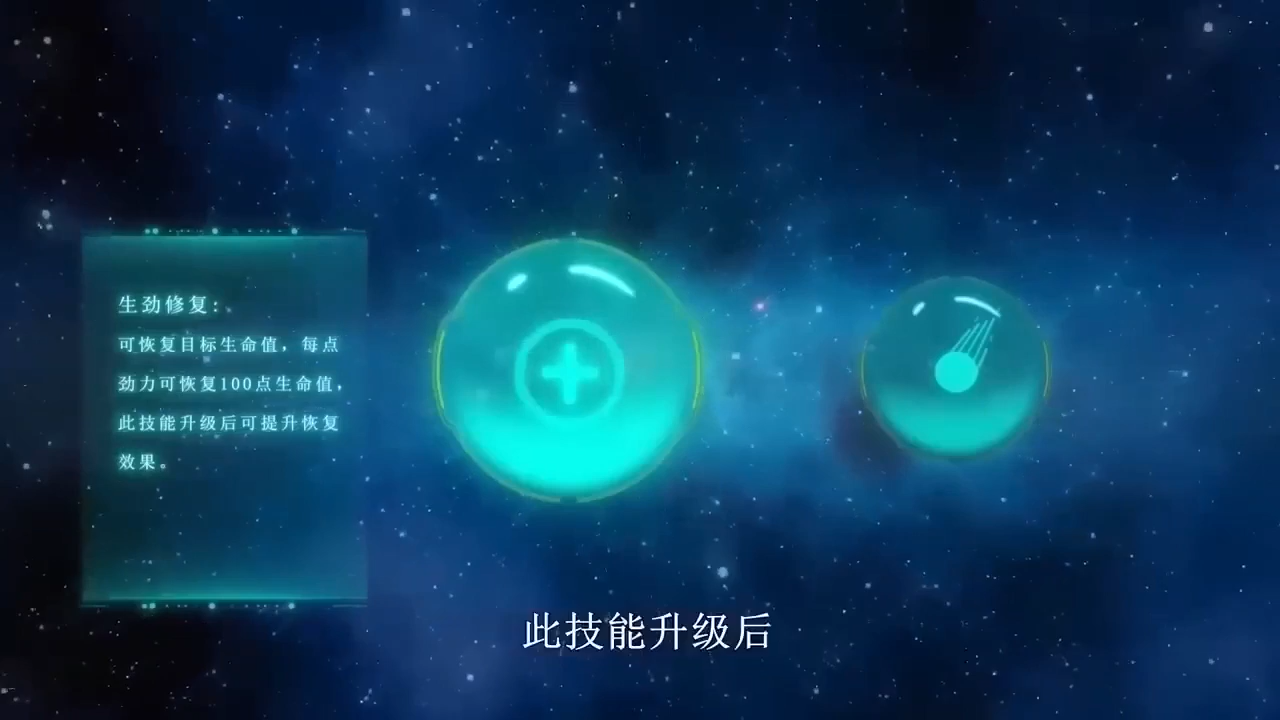 生劲修复:
可恢复目标生命值，每点
劲力可恢复100点生命值，
此技能升级后可提升恢复
效果。
此技能升级后